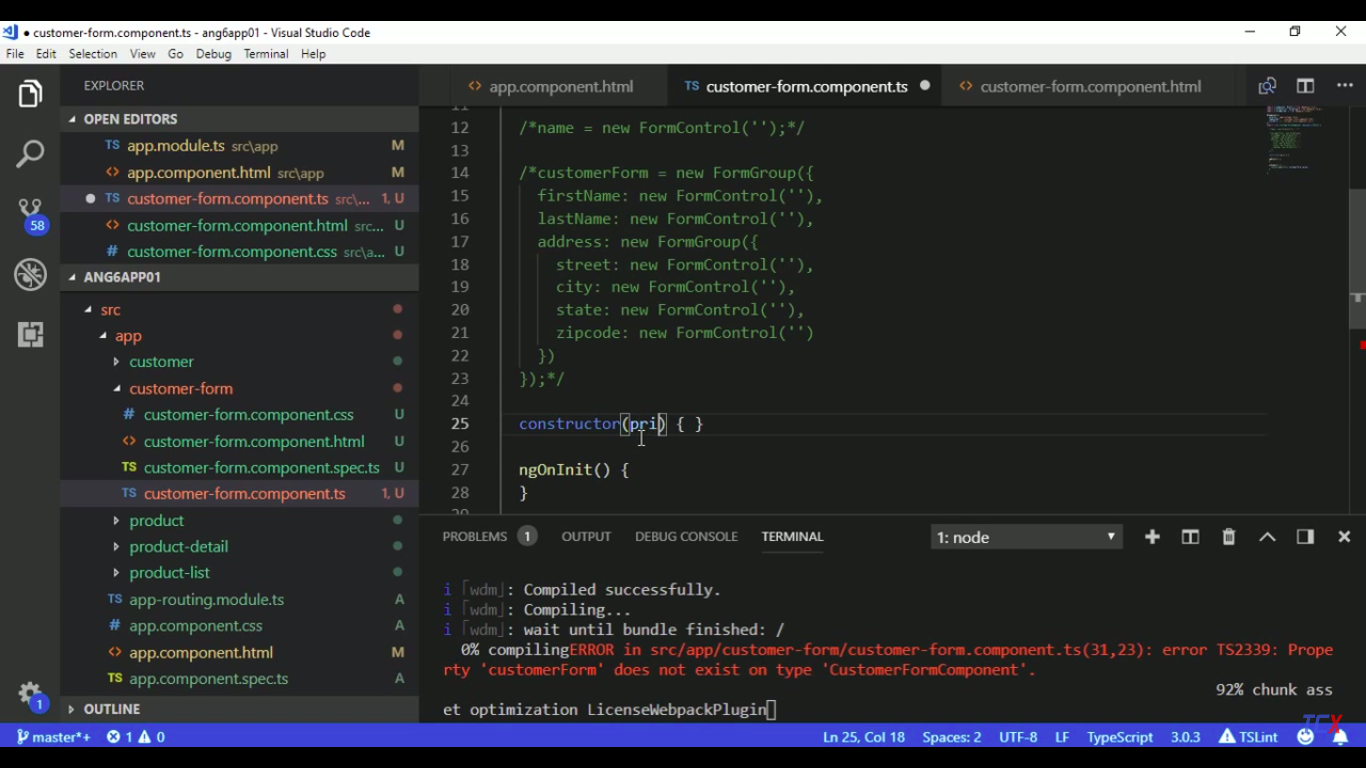 customer-form.component.ts - ang6app01 - Visual Studio Code
File Edit Selection View Go Debug Terminal Help
EXPLORER
OPEN EDITORS
TS app.module.ts src\app M
<> app.component.html src\app M
TS customer-form.component.ts src\... 1, U
<> customer-form.component.html src... U
# customer-form.component.css src\a... U
ANG6APP01
src
app
customer
customer-form
# customer-form.component.css U
<> customer-form.component.html U
TS customer-form.component.spec.ts U
TS customer-form.component.ts 1, U
product
product-detail
product-list
TS app-routing.module.ts A
# app.component.css A
<> app.component.html M
TS app.component.spec.ts A
OUTLINE
58
1
<> app.component.html TS customer-form.component.ts <> customer-form.component.html
11
12 /*name = new FormControl('');*/
13
14 /*customerForm = new FormGroup({
15 firstName: new FormControl(''),
16 lastName: new FormControl(''),
17 address: new FormGroup({
18 street: new FormControl(''),
19 city: new FormControl(''),
20 state: new FormControl(''),
21 zipcode: new FormControl('')
22 })
23 });*/
24
25 constructor(pri) { }
26
27 ngOnInit() {
28 }
29
PROBLEMS 1 OUTPUT DEBUG CONSOLE TERMINAL 1: node
i ｢wdm｣: Compiled successfully.
i ｢wdm｣: Compiling...
i ｢wdm｣: wait until bundle finished: /
0% compilingERROR in src/app/customer-form/customer-form.component.ts(31,23): error TS2339: Prope
rty 'customerForm' does not exist on type 'CustomerFormComponent'.
92% chunk ass
et optimization LicenseWebpackPlugin
master*+ 1 0 Ln 25, Col 18 Spaces: 2 UTF-8 LF TypeScript 3.0.3 TSLint